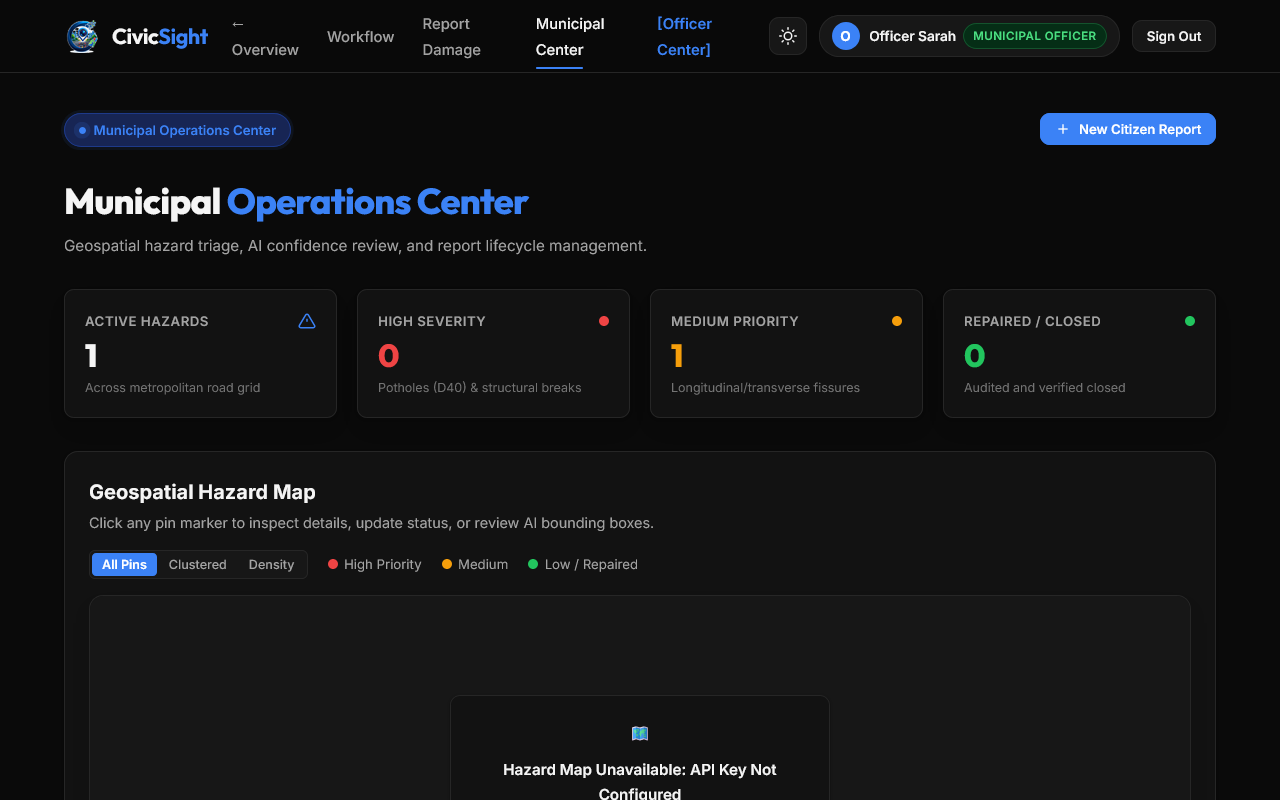 CivicSight
← Overview
Workflow
Report Damage
Municipal Center
[Officer Center]
O
Officer Sarah
MUNICIPAL OFFICER
Sign Out
Municipal Operations Center
+ New Citizen Report
Municipal Operations Center
Geospatial hazard triage, AI confidence review, and report lifecycle management.
ACTIVE HAZARDS
1
Across metropolitan road grid
HIGH SEVERITY
0
Potholes (D40) & structural breaks
MEDIUM PRIORITY
1
Longitudinal/transverse fissures
REPAIRED / CLOSED
0
Audited and verified closed
Geospatial Hazard Map
Click any pin marker to inspect details, update status, or review AI bounding boxes.
All Pins
Clustered
Density
High Priority
Medium
Low / Repaired
Hazard Map Unavailable: API Key Not
Configured